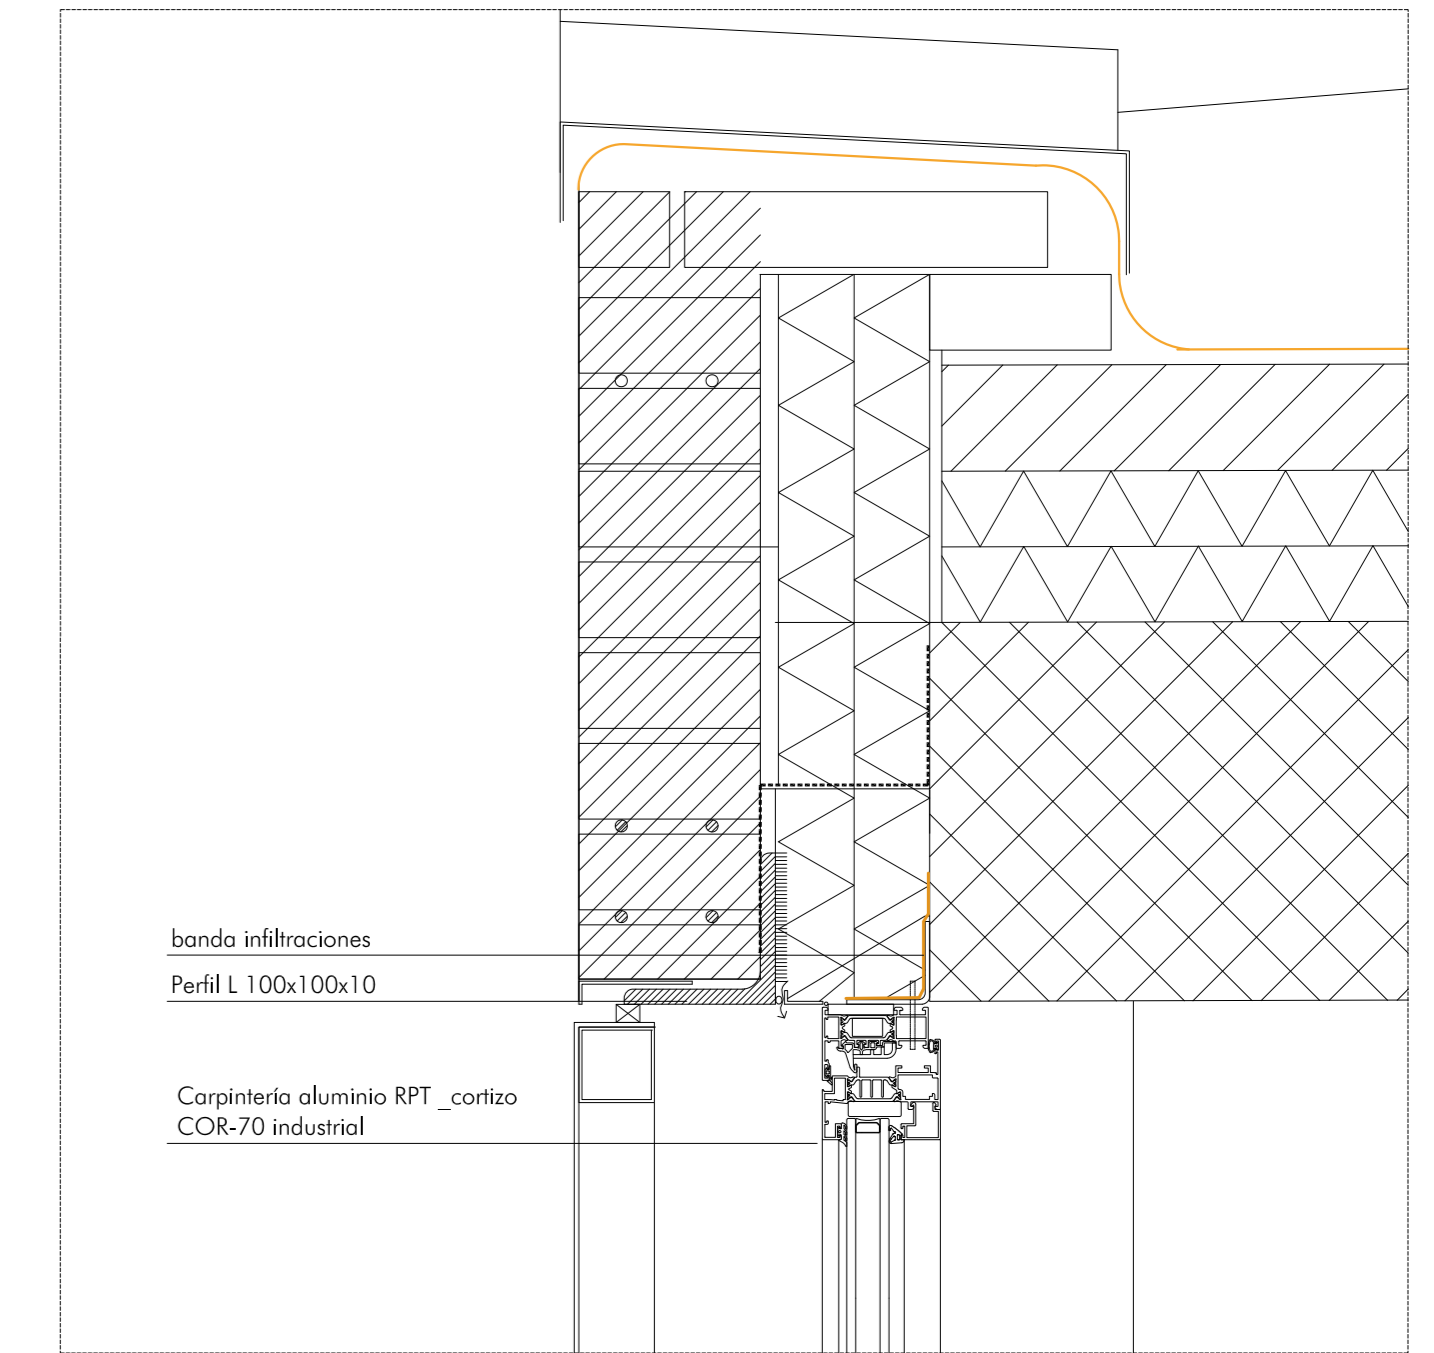 banda infiltraciones
Perfil L 100x100x10
Carpintería aluminio RPT _cortizo
COR-70 industrial